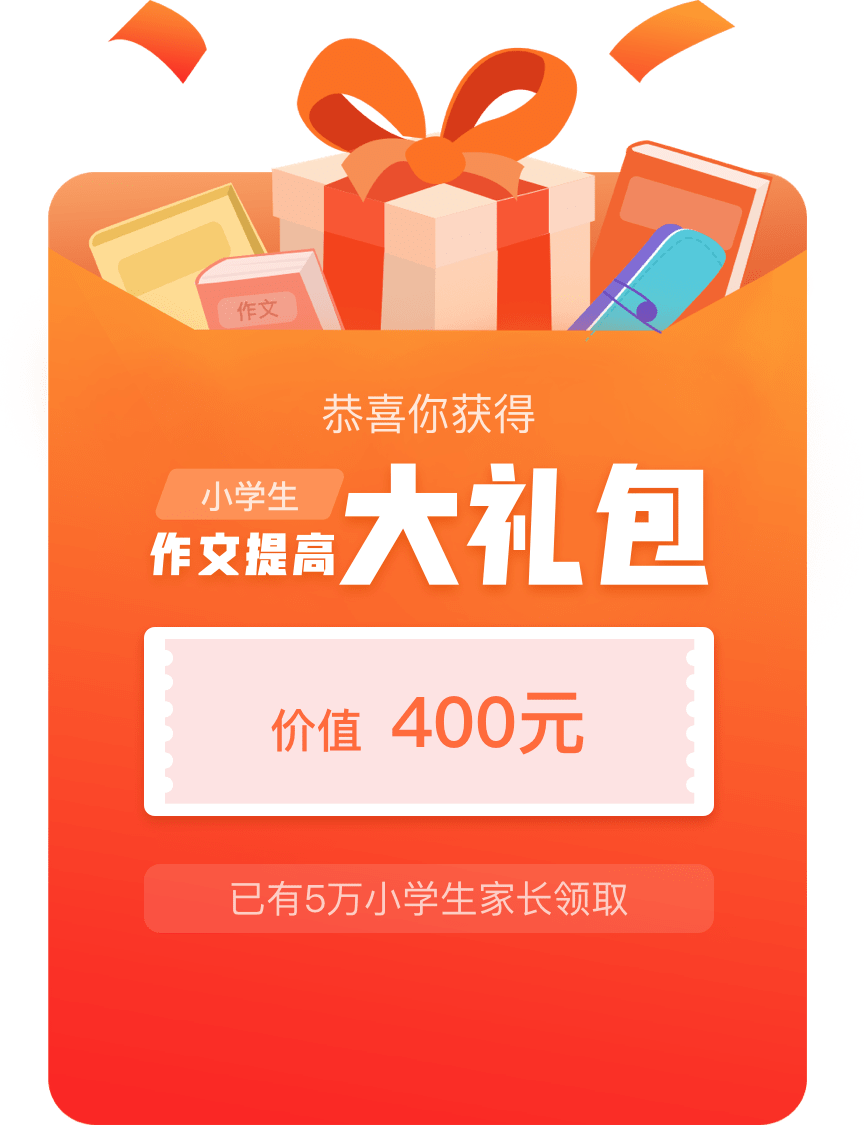 作文
恭喜你获得
小学生
作文提高
大礼包
价值 400元
已有5万小学生家长领取